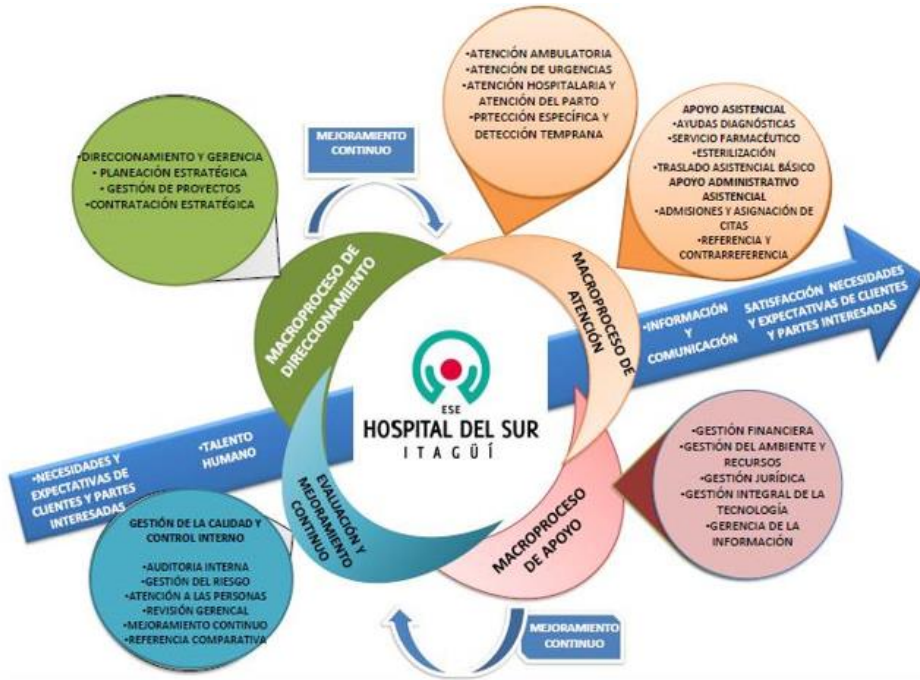 •ATENCIÓN AMBULATORIA
•ATENCIÓN DE URGENCIAS
•ATENCIÓN HOSPITALARIA Y
ATENCIÓN DEL PARTO
•PRTECCIÓN ESPECÍFICA Y
DETECCIÓN TEMPRANA
MEJORAMIENTO
CONTINUO
•DIRECCIONAMIENTO Y GERENCIA
•PLANEACIÓN ESTRATÉGICA
•GESTIÓN DE PROYECTOS
•CONTRATACIÓN ESTRATÉGICA
APOYO ASISTENCIAL
•AYUDAS DIAGNÓSTICAS
•SERVICIO FARMACÉUTICO
•ESTERILIZACIÓN
•TRASLADO ASISTENCIAL BÁSICO
APOYO ADMINISTRATIVO
ASISTENCIAL
•ADMISIONES Y ASIGNACIÓN DE
CITAS
•REFERENCIA Y
CONTRARREFERENCIA
MACROPROCESO DE
DIRECCIONAMIENTO
MACROPROCESO DE
ATENCIÓN
•INFORMACIÓN
Y
COMUNICACIÓN
SATISFACCIÓN NECESIDADES
Y EXPECTATIVAS DE CLIENTES
Y PARTES INTERESADAS
ESE
HOSPITAL DEL SUR
ITAGÜÍ
•NECESIDADES Y
EXPECTATIVAS DE
CLIENTES Y PARTES
INTERESADAS
•TALENTO
HUMANO
EVALUACIÓN Y
MEJORAMIENTO
CONTINUO
MACROPROCESO
DE APOYO
•GESTIÓN FINANCIERA
•GESTIÓN DEL AMBIENTE Y
RECURSOS
•GESTIÓN JURÍDICA
•GESTIÓN INTEGRAL DE LA
TECNOLOGÍA
•GERENCIA DE LA
INFORMACIÓN
GESTIÓN DE LA CALIDAD Y
CONTROL INTERNO
•AUDITORIA INTERNA
•GESTIÓN DEL RIESGO
•ATENCIÓN A LAS PERSONAS
•REVISIÓN GERENCAL
•MEJORAMIENTO CONTINUO
•REFERENCIA COMPARATIVA
MEJORAMIENTO
CONTINUO